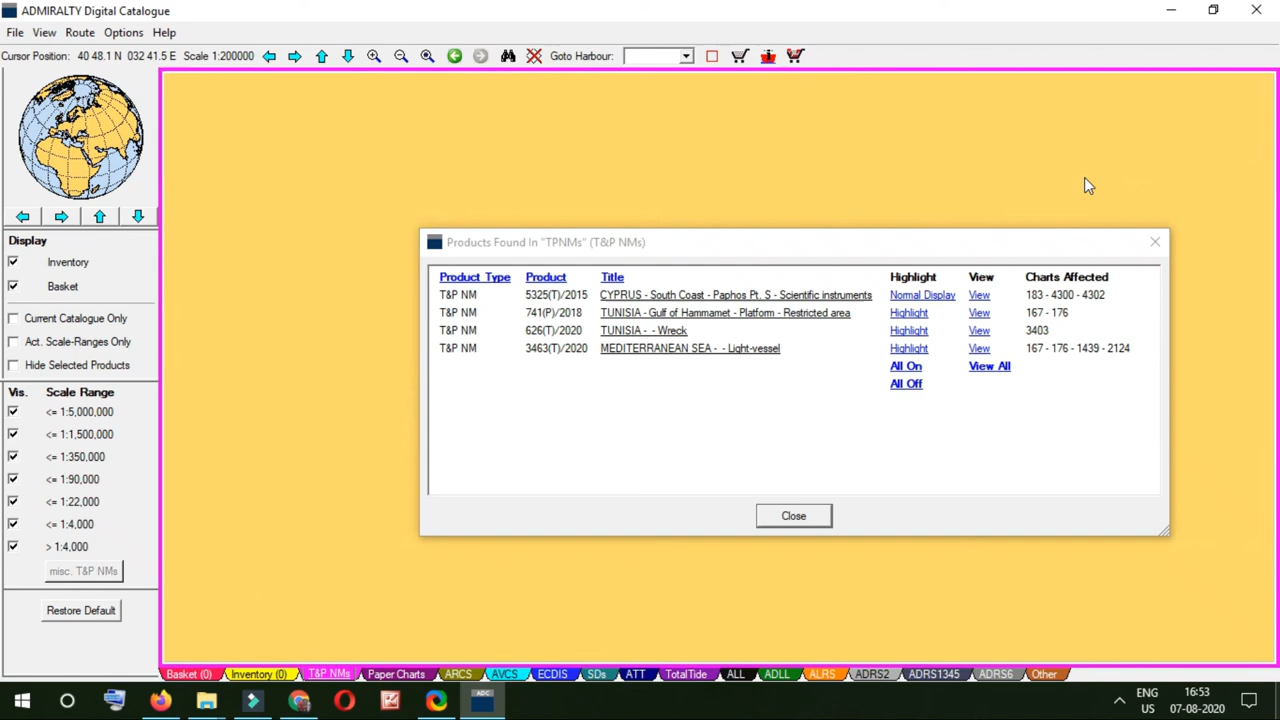 ADMIRALTY Digital Catalogue
File View Route Options Help
Cursor Position: 40 48.1 N 032 41.5 E Scale 1:200000 Goto Harbour:
Display
Inventory
Basket
Current Catalogue Only
Act. Scale-Ranges Only
Hide Selected Products
Vis. Scale Range
<= 1:5,000,000
<= 1:1,500,000
<= 1:350,000
<= 1:90,000
<= 1:22,000
<= 1:4,000
> 1:4,000
misc. T&P NMs
Restore Default
Products Found In "TPNMs" (T&P NMs)
Product Type Product Title Highlight View Charts Affected
T&P NM 5325(T)/2015 CYPRUS - South Coast - Paphos Pt. S - Scientific instruments Normal Display View 183 - 4300 - 4302
T&P NM 741(P)/2018 TUNISIA - Gulf of Hammamet - Platform - Restricted area Highlight View 167 - 176
T&P NM 626(T)/2020 TUNISIA - - Wreck Highlight View 3403
T&P NM 3463(T)/2020 MEDITERRANEAN SEA - - Light-vessel Highlight View 167 - 176 - 1439 - 2124
All On View All
All Off
Close
Basket (0) Inventory (0) T&P NMs Paper Charts ARCS AVCS ECDIS SDs ATT TotalTide ALL ADLL ALRS ADRS2 ADRS1345 ADRS6 Other
ADC
ENG 16:53
US 07-08-2020